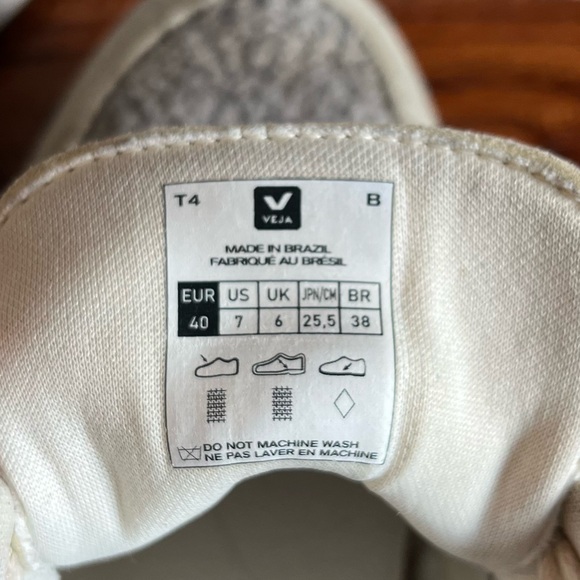 T4 V B
VEJA
MADE IN BRAZIL
FABRIQUÉ AU BRÉSIL
EUR US UK JPN/CM BR
40 7 6 25,5 38
DO NOT MACHINE WASH
NE PAS LAVER EN MACHINE